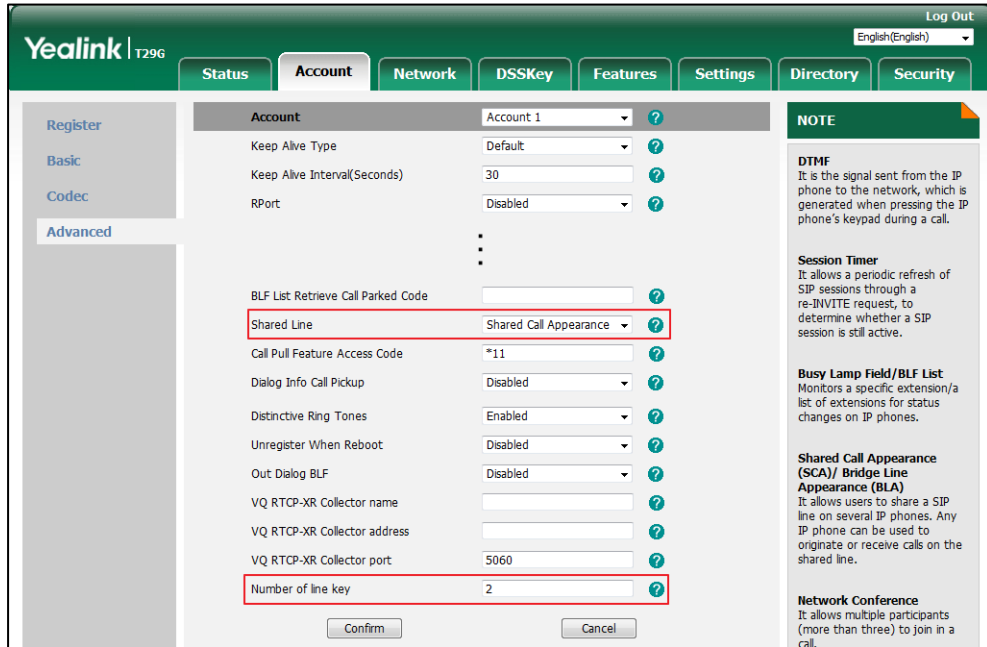 Log Out
English(English)
Yealink T29G
Status Account Network DSSKey Features Settings Directory Security
Register
Basic
Codec
Advanced
Account Account 1 ?
Keep Alive Type Default ?
Keep Alive Interval(Seconds) 30 ?
RPort Disabled ?
BLF List Retrieve Call Parked Code ?
Shared Line Shared Call Appearance ?
Call Pull Feature Access Code *11 ?
Dialog Info Call Pickup Disabled ?
Distinctive Ring Tones Enabled ?
Unregister When Reboot Disabled ?
Out Dialog BLF Disabled ?
VQ RTCP-XR Collector name ?
VQ RTCP-XR Collector address ?
VQ RTCP-XR Collector port 5060 ?
Number of line key 2 ?
Confirm Cancel
NOTE
DTMF
It is the signal sent from the IP
phone to the network, which is
generated when pressing the IP
phone's keypad during a call.
Session Timer
It allows a periodic refresh of
SIP sessions through a
re-INVITE request, to
determine whether a SIP
session is still active.
Busy Lamp Field/BLF List
Monitors a specific extension/a
list of extensions for status
changes on IP phones.
Shared Call Appearance
(SCA)/ Bridge Line
Appearance (BLA)
It allows users to share a SIP
line on several IP phones. Any
IP phone can be used to
originate or receive calls on the
shared line.
Network Conference
It allows multiple participants
(more than three) to join in a
call.